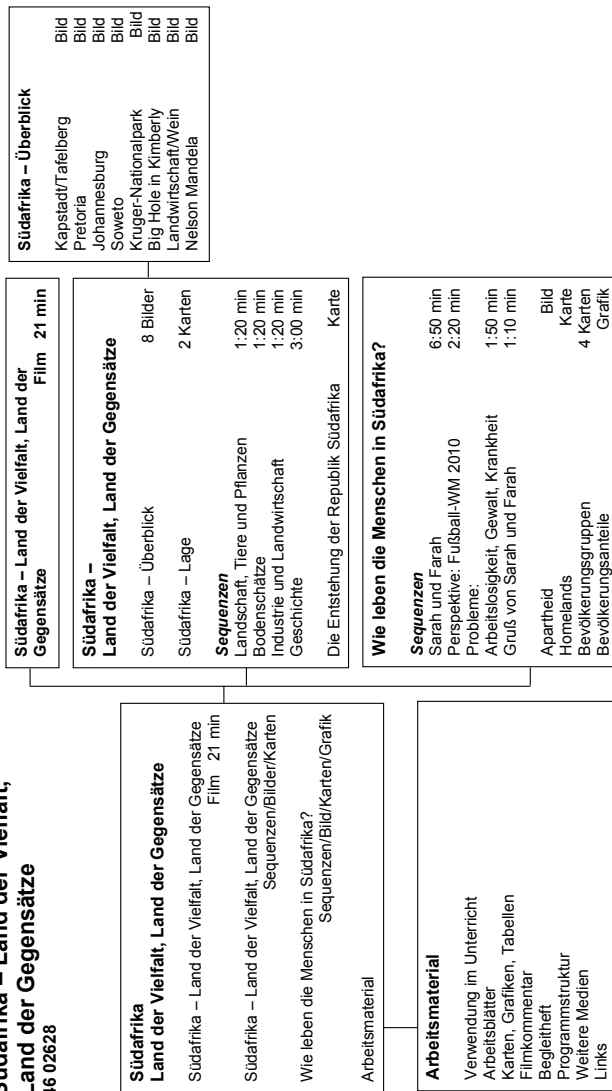 Südafrika – Land der Vielfalt,
Land der Gegensätze
46 02628
Südafrika
Land der Vielfalt, Land der Gegensätze
Südafrika – Land der Vielfalt, Land der Gegensätze
Film 21 min
Südafrika – Land der Vielfalt, Land der Gegensätze
Sequenzen/Bilder/Karten
Wie leben die Menschen in Südafrika?
Sequenzen/Bild/Karten/Grafik
Arbeitsmaterial
Arbeitsmaterial
Verwendung im Unterricht
Arbeitsblätter
Karten, Grafiken, Tabellen
Filmkommentar
Begleitheft
Programmstruktur
Weitere Medien
Links
Südafrika – Land der Vielfalt, Land der
Gegensätze Film 21 min
Südafrika –
Land der Vielfalt, Land der Gegensätze
Südafrika – Überblick 8 Bilder
Südafrika – Lage 2 Karten
Sequenzen
Landschaft, Tiere und Pflanzen 1:20 min
Bodenschätze 1:20 min
Industrie und Landwirtschaft 1:20 min
Geschichte 3:00 min
Die Entstehung der Republik Südafrika Karte
Wie leben die Menschen in Südafrika?
Sequenzen
Sarah und Farah 6:50 min
Perspektive: Fußball-WM 2010 2:20 min
Probleme:
Arbeitslosigkeit, Gewalt, Krankheit 1:50 min
Gruß von Sarah und Farah 1:10 min
Apartheid Bild
Homelands Karte
Bevölkerungsgruppen 4 Karten
Bevölkerungsanteile Grafik
Südafrika – Überblick
Kapstadt/Tafelberg Bild
Pretoria Bild
Johannesburg Bild
Soweto Bild
Kruger-Nationalpark Bild
Big Hole in Kimberly Bild
Landwirtschaft/Wein Bild
Nelson Mandela Bild